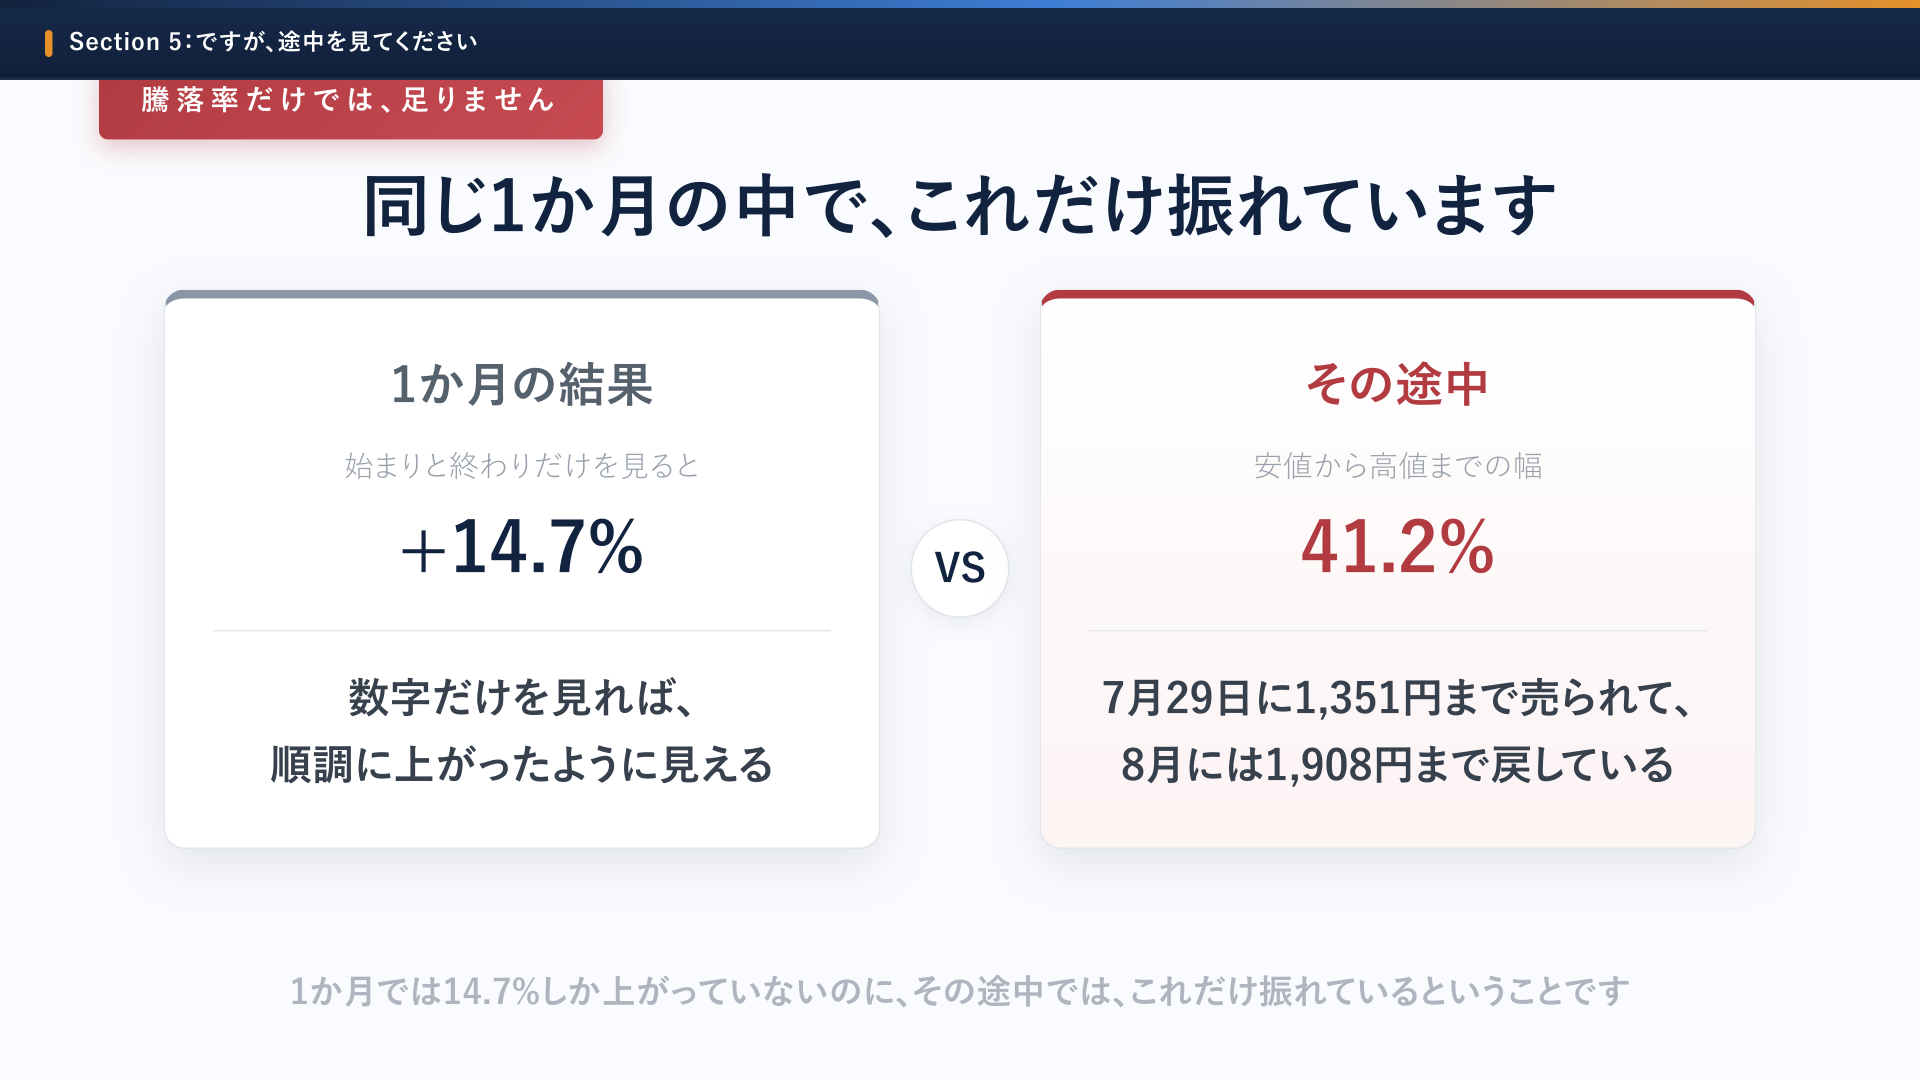 Section 5：ですが、途中を見てください
騰落率だけでは、足りません
同じ1か月の中で、これだけ振れています
1か月の結果
始まりと終わりだけを見ると
+14.7%
数字だけを見れば、
順調に上がったように見える
VS
その途中
安値から高値までの幅
41.2%
7月29日に1,351円まで売られて、
8月には1,908円まで戻している
1か月では14.7%しか上がっていないのに、その途中では、これだけ振れているということです